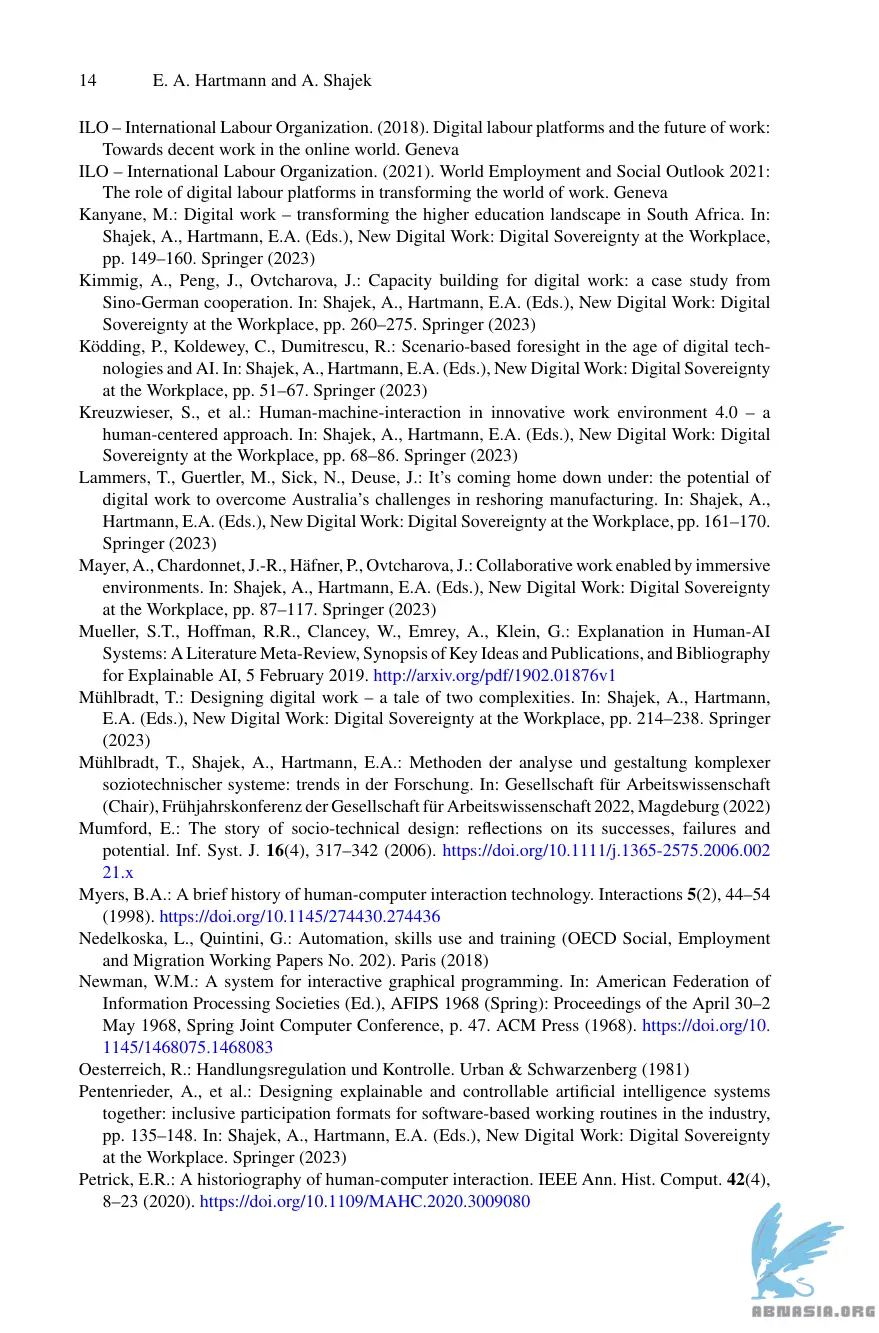 14 E. A. Hartmann and A. Shajek
ILO – International Labour Organization. (2018). Digital labour platforms and the future of work:
Towards decent work in the online world. Geneva
ILO – International Labour Organization. (2021). World Employment and Social Outlook 2021:
The role of digital labour platforms in transforming the world of work. Geneva
Kanyane, M.: Digital work – transforming the higher education landscape in South Africa. In:
Shajek, A., Hartmann, E.A. (Eds.), New Digital Work: Digital Sovereignty at the Workplace,
pp. 149–160. Springer (2023)
Kimmig, A., Peng, J., Ovtcharova, J.: Capacity building for digital work: a case study from
Sino-German cooperation. In: Shajek, A., Hartmann, E.A. (Eds.), New Digital Work: Digital
Sovereignty at the Workplace, pp. 260–275. Springer (2023)
Ködding, P., Koldewey, C., Dumitrescu, R.: Scenario-based foresight in the age of digital tech-
nologies and AI. In: Shajek, A., Hartmann, E.A. (Eds.), New Digital Work: Digital Sovereignty
at the Workplace, pp. 51–67. Springer (2023)
Kreuzwieser, S., et al.: Human-machine-interaction in innovative work environment 4.0 – a
human-centered approach. In: Shajek, A., Hartmann, E.A. (Eds.), New Digital Work: Digital
Sovereignty at the Workplace, pp. 68–86. Springer (2023)
Lammers, T., Guertler, M., Sick, N., Deuse, J.: It's coming home down under: the potential of
digital work to overcome Australia's challenges in reshoring manufacturing. In: Shajek, A.,
Hartmann, E.A. (Eds.), New Digital Work: Digital Sovereignty at the Workplace, pp. 161–170.
Springer (2023)
Mayer, A., Chardonnet, J.-R., Häfner, P., Ovtcharova, J.: Collaborative work enabled by immersive
environments. In: Shajek, A., Hartmann, E.A. (Eds.), New Digital Work: Digital Sovereignty
at the Workplace, pp. 87–117. Springer (2023)
Mueller, S.T., Hoffman, R.R., Clancey, W., Emrey, A., Klein, G.: Explanation in Human-AI
Systems: A Literature Meta-Review, Synopsis of Key Ideas and Publications, and Bibliography
for Explainable AI, 5 February 2019. http://arxiv.org/pdf/1902.01876v1
Mühlbradt, T.: Designing digital work – a tale of two complexities. In: Shajek, A., Hartmann,
E.A. (Eds.), New Digital Work: Digital Sovereignty at the Workplace, pp. 214–238. Springer
(2023)
Mühlbradt, T., Shajek, A., Hartmann, E.A.: Methoden der analyse und gestaltung komplexer
soziotechnischer systeme: trends in der Forschung. In: Gesellschaft für Arbeitswissenschaft
(Chair), Frühjahrskonferenz der Gesellschaft für Arbeitswissenschaft 2022, Magdeburg (2022)
Mumford, E.: The story of socio-technical design: reflections on its successes, failures and
potential. Inf. Syst. J. 16(4), 317–342 (2006). https://doi.org/10.1111/j.1365-2575.2006.002
21.x
Myers, B.A.: A brief history of human-computer interaction technology. Interactions 5(2), 44–54
(1998). https://doi.org/10.1145/274430.274436
Nedelkoska, L., Quintini, G.: Automation, skills use and training (OECD Social, Employment
and Migration Working Papers No. 202). Paris (2018)
Newman, W.M.: A system for interactive graphical programming. In: American Federation of
Information Processing Societies (Ed.), AFIPS 1968 (Spring): Proceedings of the April 30–2
May 1968, Spring Joint Computer Conference, p. 47. ACM Press (1968). https://doi.org/10.
1145/1468075.1468083
Oesterreich, R.: Handlungsregulation und Kontrolle. Urban & Schwarzenberg (1981)
Pentenrieder, A., et al.: Designing explainable and controllable artificial intelligence systems
together: inclusive participation formats for software-based working routines in the industry,
pp. 135–148. In: Shajek, A., Hartmann, E.A. (Eds.), New Digital Work: Digital Sovereignty
at the Workplace. Springer (2023)
Petrick, E.R.: A historiography of human-computer interaction. IEEE Ann. Hist. Comput. 42(4),
8–23 (2020). https://doi.org/10.1109/MAHC.2020.3009080
ABNASIA.ORG